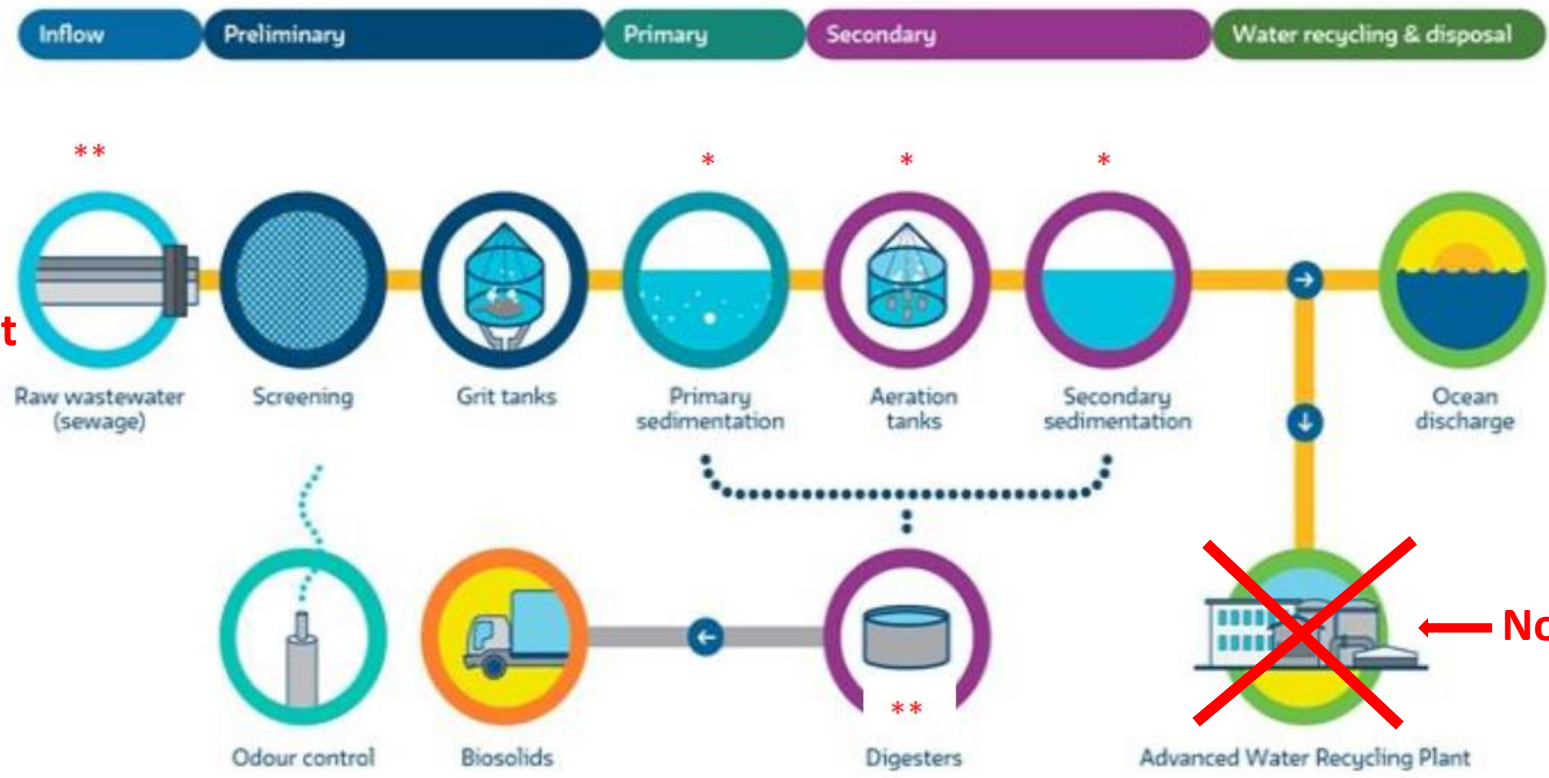 Inflow
Preliminary
Primary
Secondary
Water recycling & disposal
**
*
*
*
t
Raw wastewater
(sewage)
Screening
Grit tanks
Primary
sedimentation
Aeration
tanks
Secondary
sedimentation
Ocean
discharge
No
**
Odour control
Biosolids
Digesters
Advanced Water Recycling Plant